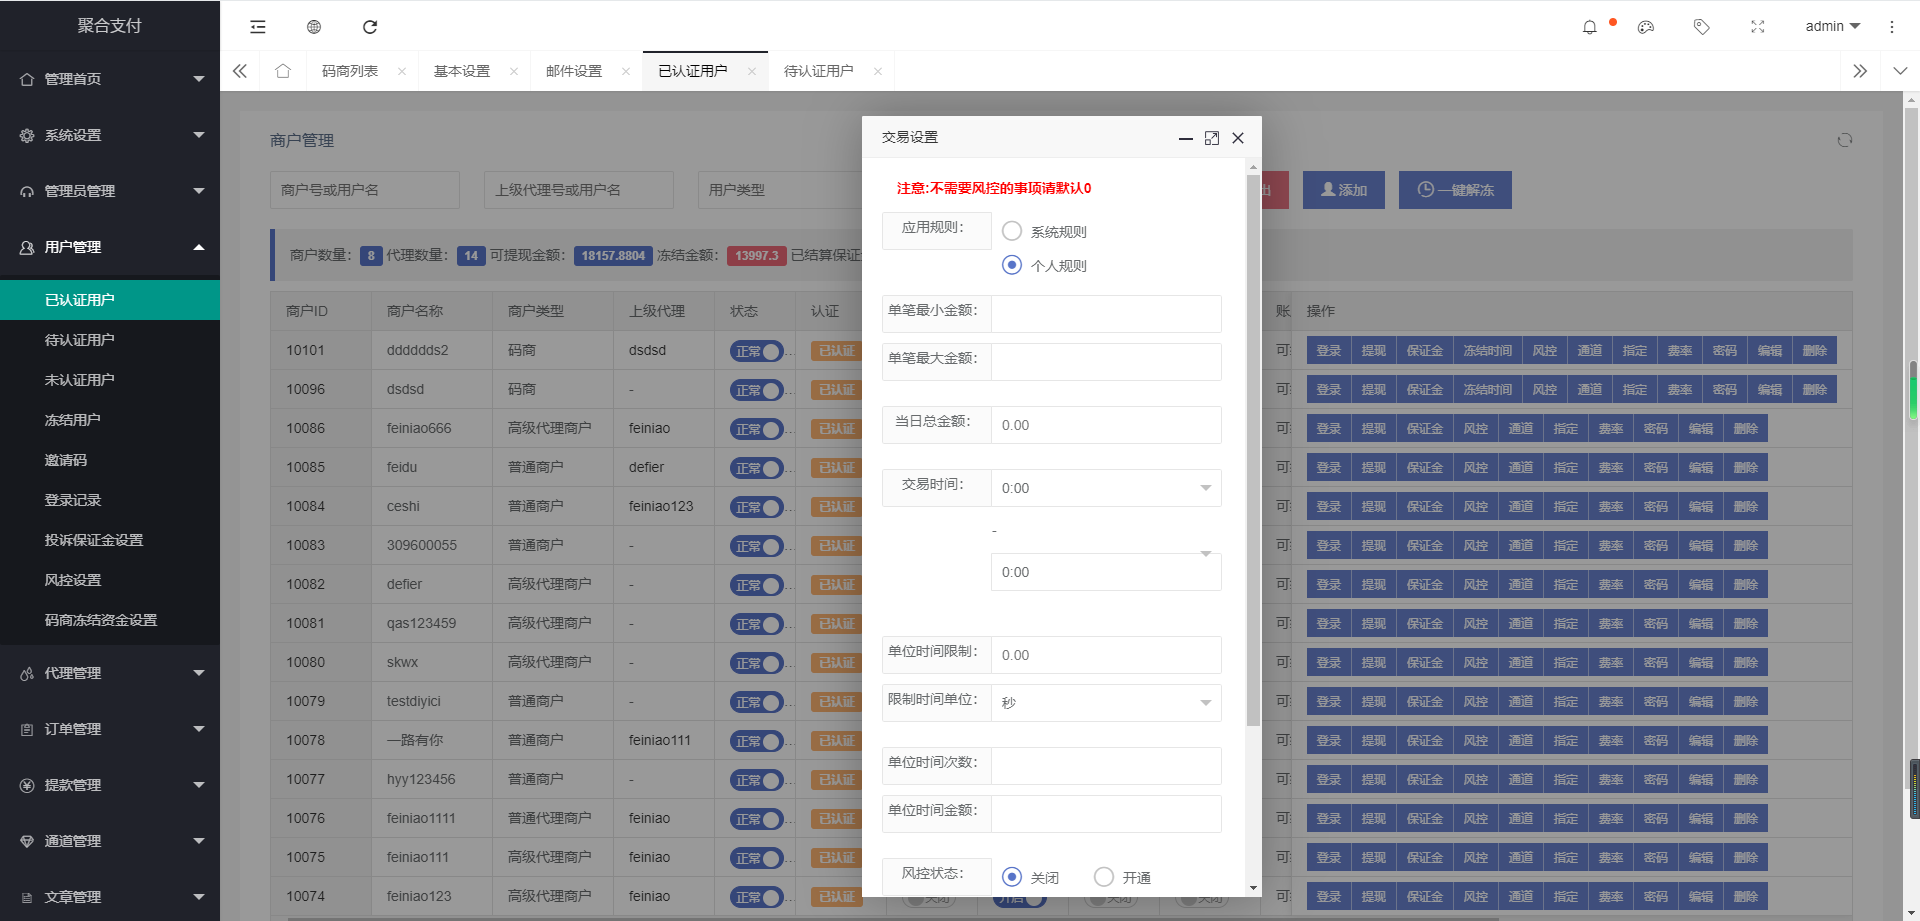 聚合支付
admin
管理首页
系统设置
管理员管理
用户管理
已认证用户
待认证用户
未认证用户
冻结用户
邀请码
登录记录
投诉保证金设置
风控设置
码商冻结资金设置
代理管理
订单管理
提款管理
通道管理
文章管理
码商列表 基本设置 邮件设置 已认证用户 待认证用户
商户管理
商户号或用户名 上级代理号或用户名 用户类型 出 添加 一键解冻
商户数量: 8 代理数量: 14 可提现金额: 18157.8804 冻结金额: 13997.3 已结算保证
商户ID 商户名称 商户类型 上级代理 状态 认证 账 操作
10101 dddddds2 码商 dsdsd 正常 ... 已认证 可 登录 提现 保证金 冻结时间 风控 通道 指定 费率 密码 编辑 删除
10096 dsdsd 码商 - 正常 ... 已认证 可 登录 提现 保证金 冻结时间 风控 通道 指定 费率 密码 编辑 删除
10086 feiniao666 高级代理商户 feiniao 正常 ... 已认证 可 登录 提现 保证金 风控 通道 指定 费率 密码 编辑 删除
10085 feidu 普通商户 defier 正常 ... 已认证 可 登录 提现 保证金 风控 通道 指定 费率 密码 编辑 删除
10084 ceshi 普通商户 feiniao123 正常 ... 已认证 可 登录 提现 保证金 风控 通道 指定 费率 密码 编辑 删除
10083 309600055 普通商户 - 正常 ... 已认证 可 登录 提现 保证金 风控 通道 指定 费率 密码 编辑 删除
10082 defier 高级代理商户 - 正常 ... 已认证 可 登录 提现 保证金 风控 通道 指定 费率 密码 编辑 删除
10081 qas123459 高级代理商户 - 正常 ... 已认证 可 登录 提现 保证金 风控 通道 指定 费率 密码 编辑 删除
10080 skwx 高级代理商户 - 正常 ... 已认证 可 登录 提现 保证金 风控 通道 指定 费率 密码 编辑 删除
10079 testdiyici 普通商户 - 正常 ... 已认证 可 登录 提现 保证金 风控 通道 指定 费率 密码 编辑 删除
10078 一路有你 普通商户 feiniao111 正常 ... 已认证 可 登录 提现 保证金 风控 通道 指定 费率 密码 编辑 删除
10077 hyy123456 普通商户 - 正常 ... 已认证 可 登录 提现 保证金 风控 通道 指定 费率 密码 编辑 删除
10076 feiniao1111 普通代理商户 feiniao 正常 ... 已认证 可 登录 提现 保证金 风控 通道 指定 费率 密码 编辑 删除
10075 feiniao111 高级代理商户 feiniao 正常 ... 已认证 可 登录 提现 保证金 风控 通道 指定 费率 密码 编辑 删除
10074 feiniao123 高级代理商户 feiniao 正常 ... 已认证 关闭 开启 关闭 关闭 可 登录 提现 保证金 风控 通道 指定 费率 密码 编辑 删除
交易设置
注意:不需要风控的事项请默认0
应用规则: 系统规则
个人规则
单笔最小金额:
单笔最大金额:
当日总金额: 0.00
交易时间: 0:00
-
0:00
单位时间限制: 0.00
限制时间单位: 秒
单位时间次数:
单位时间金额:
风控状态: 关闭 开通